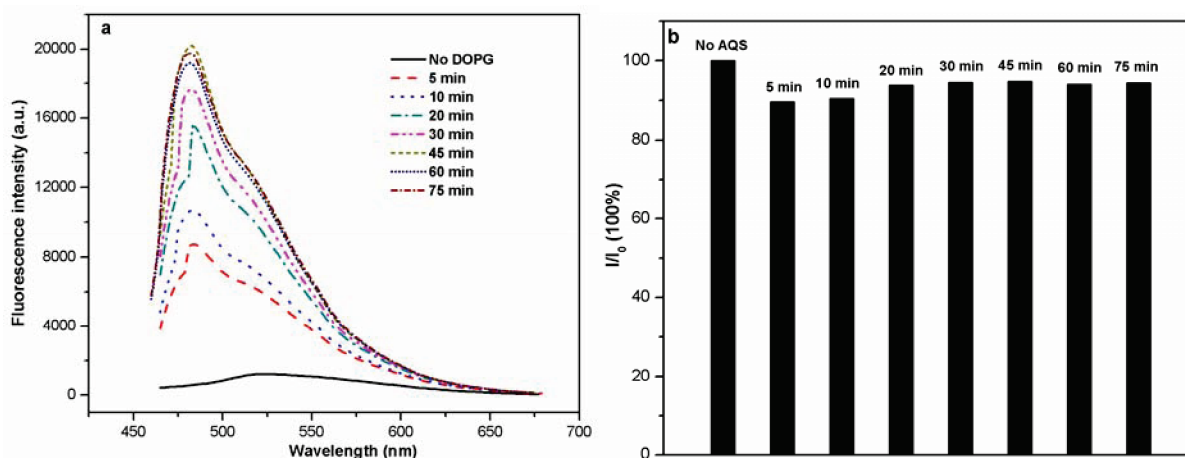 a
Fluorescence intensity (a.u.)
20000
16000
12000
8000
4000
0
No DOPG
5 min
10 min
20 min
30 min
45 min
60 min
75 min
450 500 550 600 650 700
Wavelength (nm)
b
I/I0 (100%)
100
80
60
40
20
0
No AQS
5 min
10 min
20 min
30 min
45 min
60 min
75 min